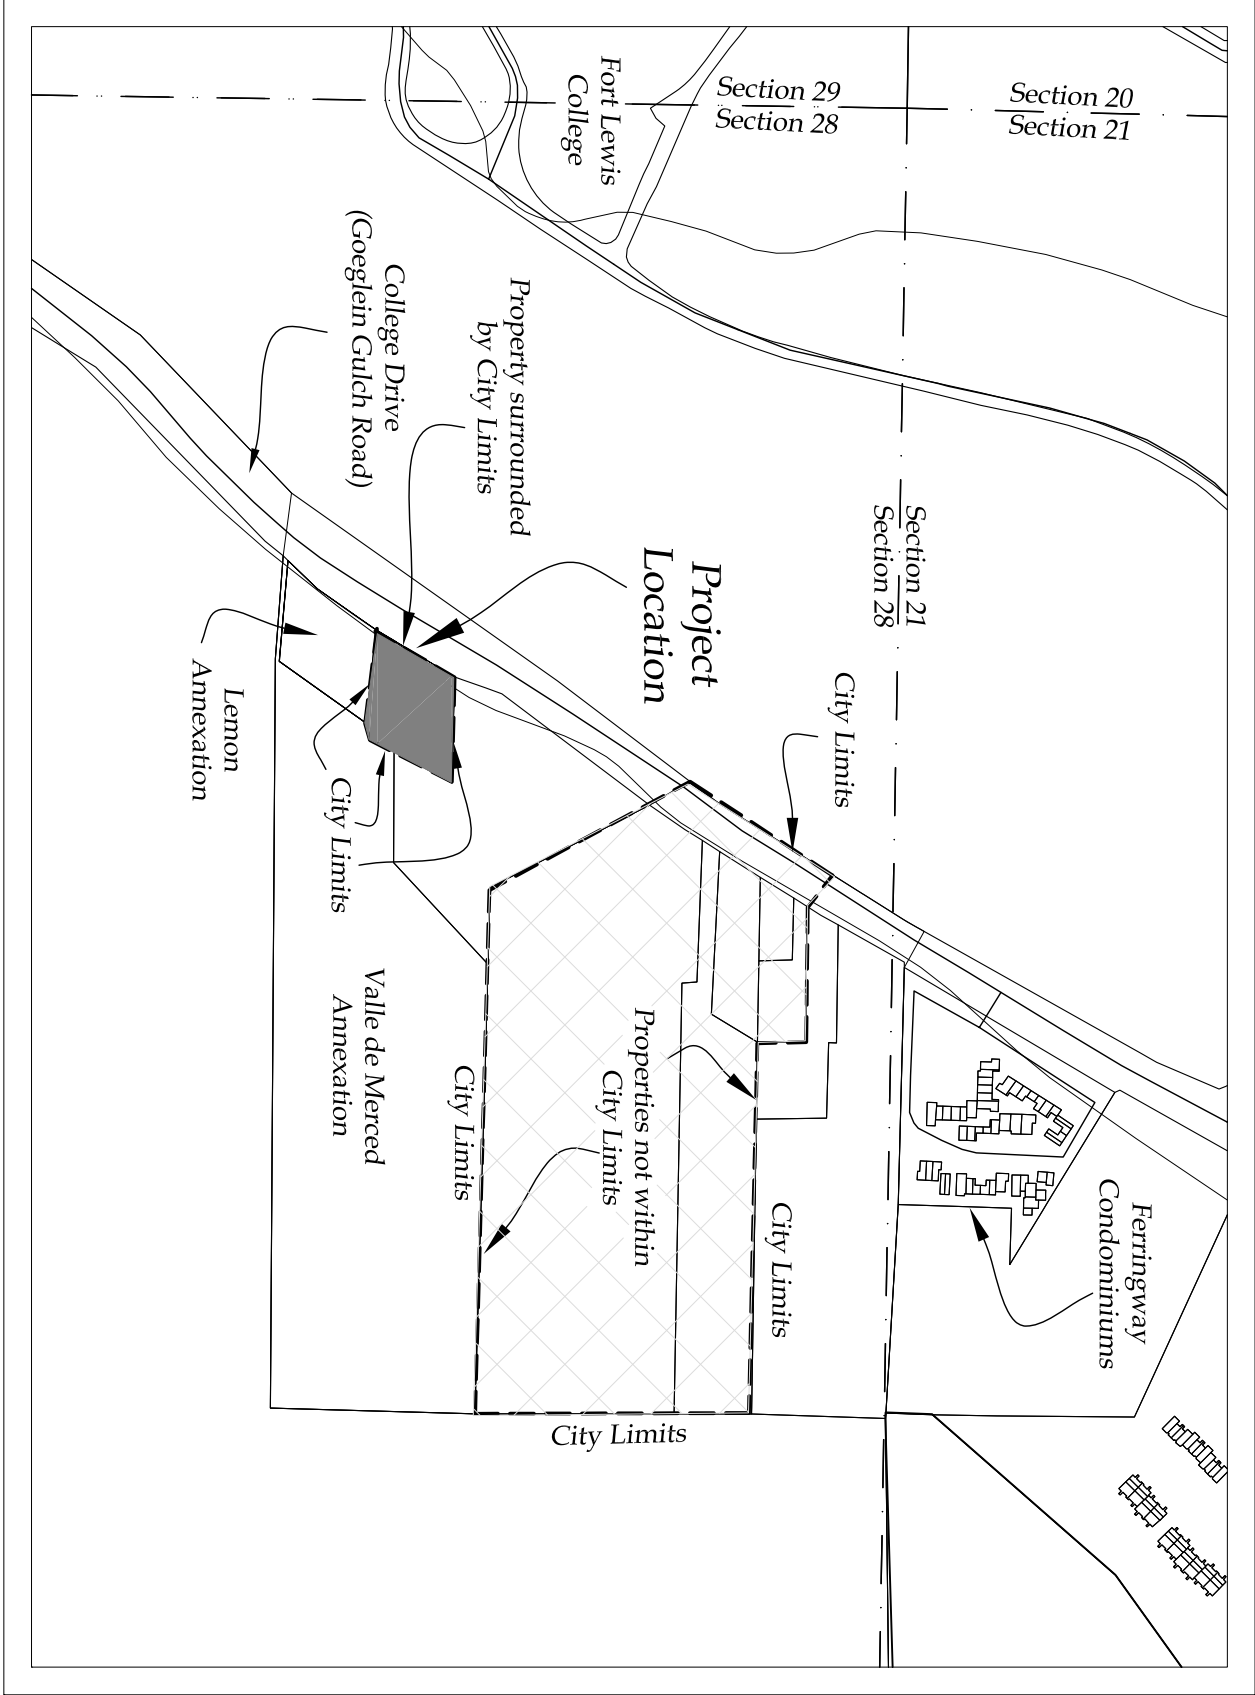 Section 29
Section 28
Section 20
Section 21
Fort Lewis
College
College Drive
(Goeglein Gulch Road)
Property surrounded
by City Limits
Section 21
Section 28
Project
Location
City Limits
Lemon
Annexation
City Limits
Valle de Merced
Annexation
City Limits
Properties not within
City Limits
City Limits
Ferringway
Condominiums
City Limits